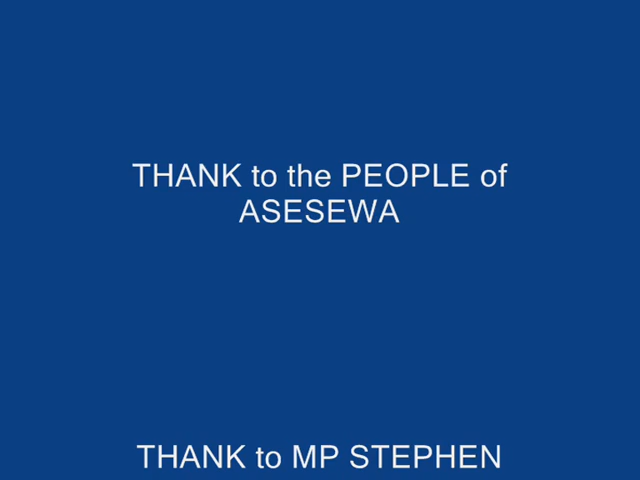 THANK to the PEOPLE of
ASESEWA
THANK to MP STEPHEN